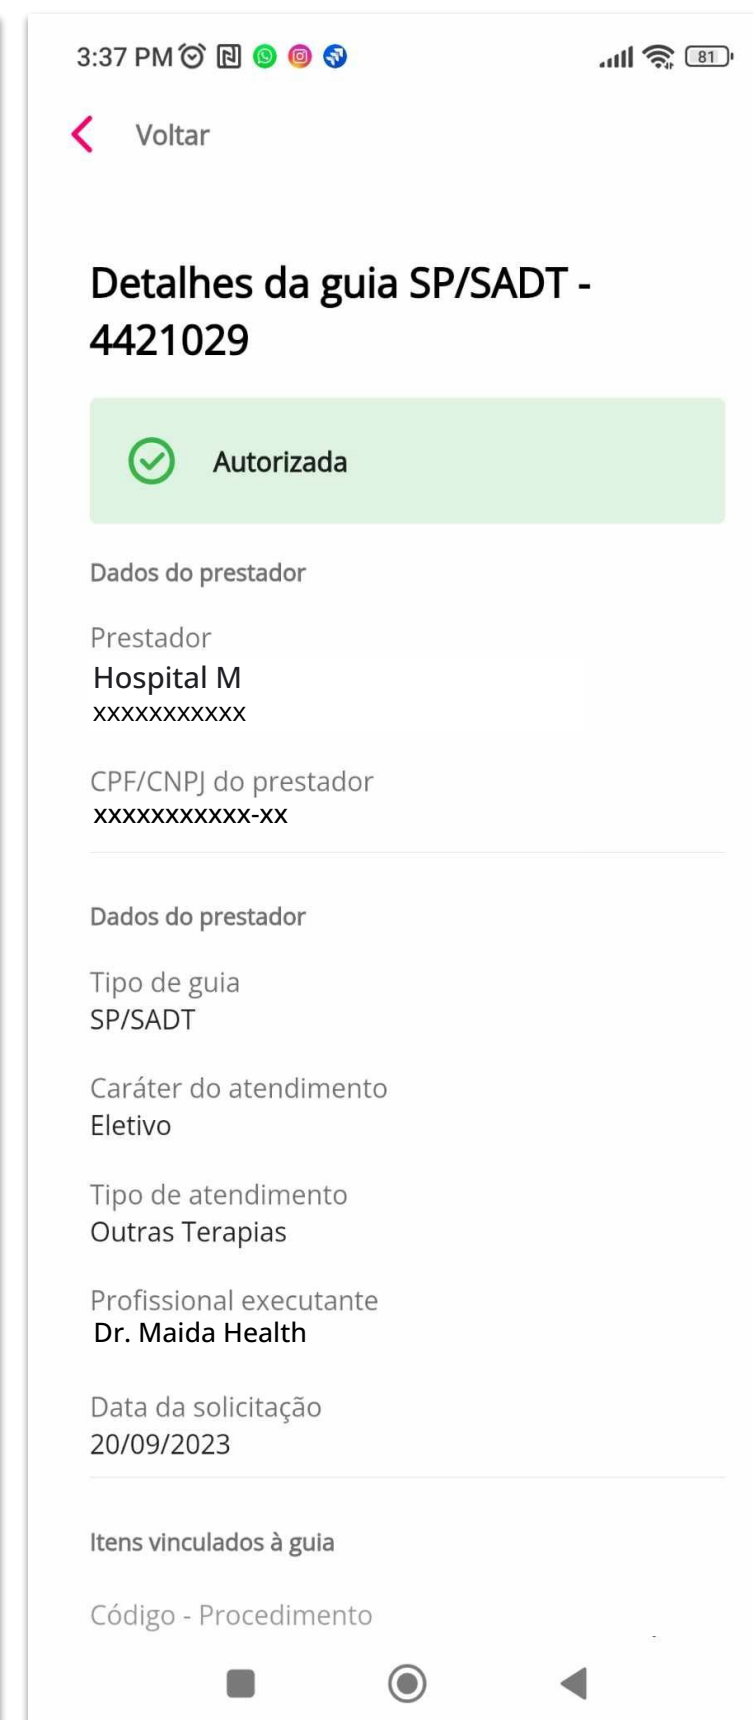 3:37 PM
81
Voltar
Detalhes da guia SP/SADT -
4421029
Autorizada
Dados do prestador
Prestador
Hospital M
xxxxxxxxxxx
CPF/CNPJ do prestador
xxxxxxxxxxx-xx
Dados do prestador
Tipo de guia
SP/SADT
Caráter do atendimento
Eletivo
Tipo de atendimento
Outras Terapias
Profissional executante
Dr. Maida Health
Data da solicitação
20/09/2023
Itens vinculados à guia
Código - Procedimento